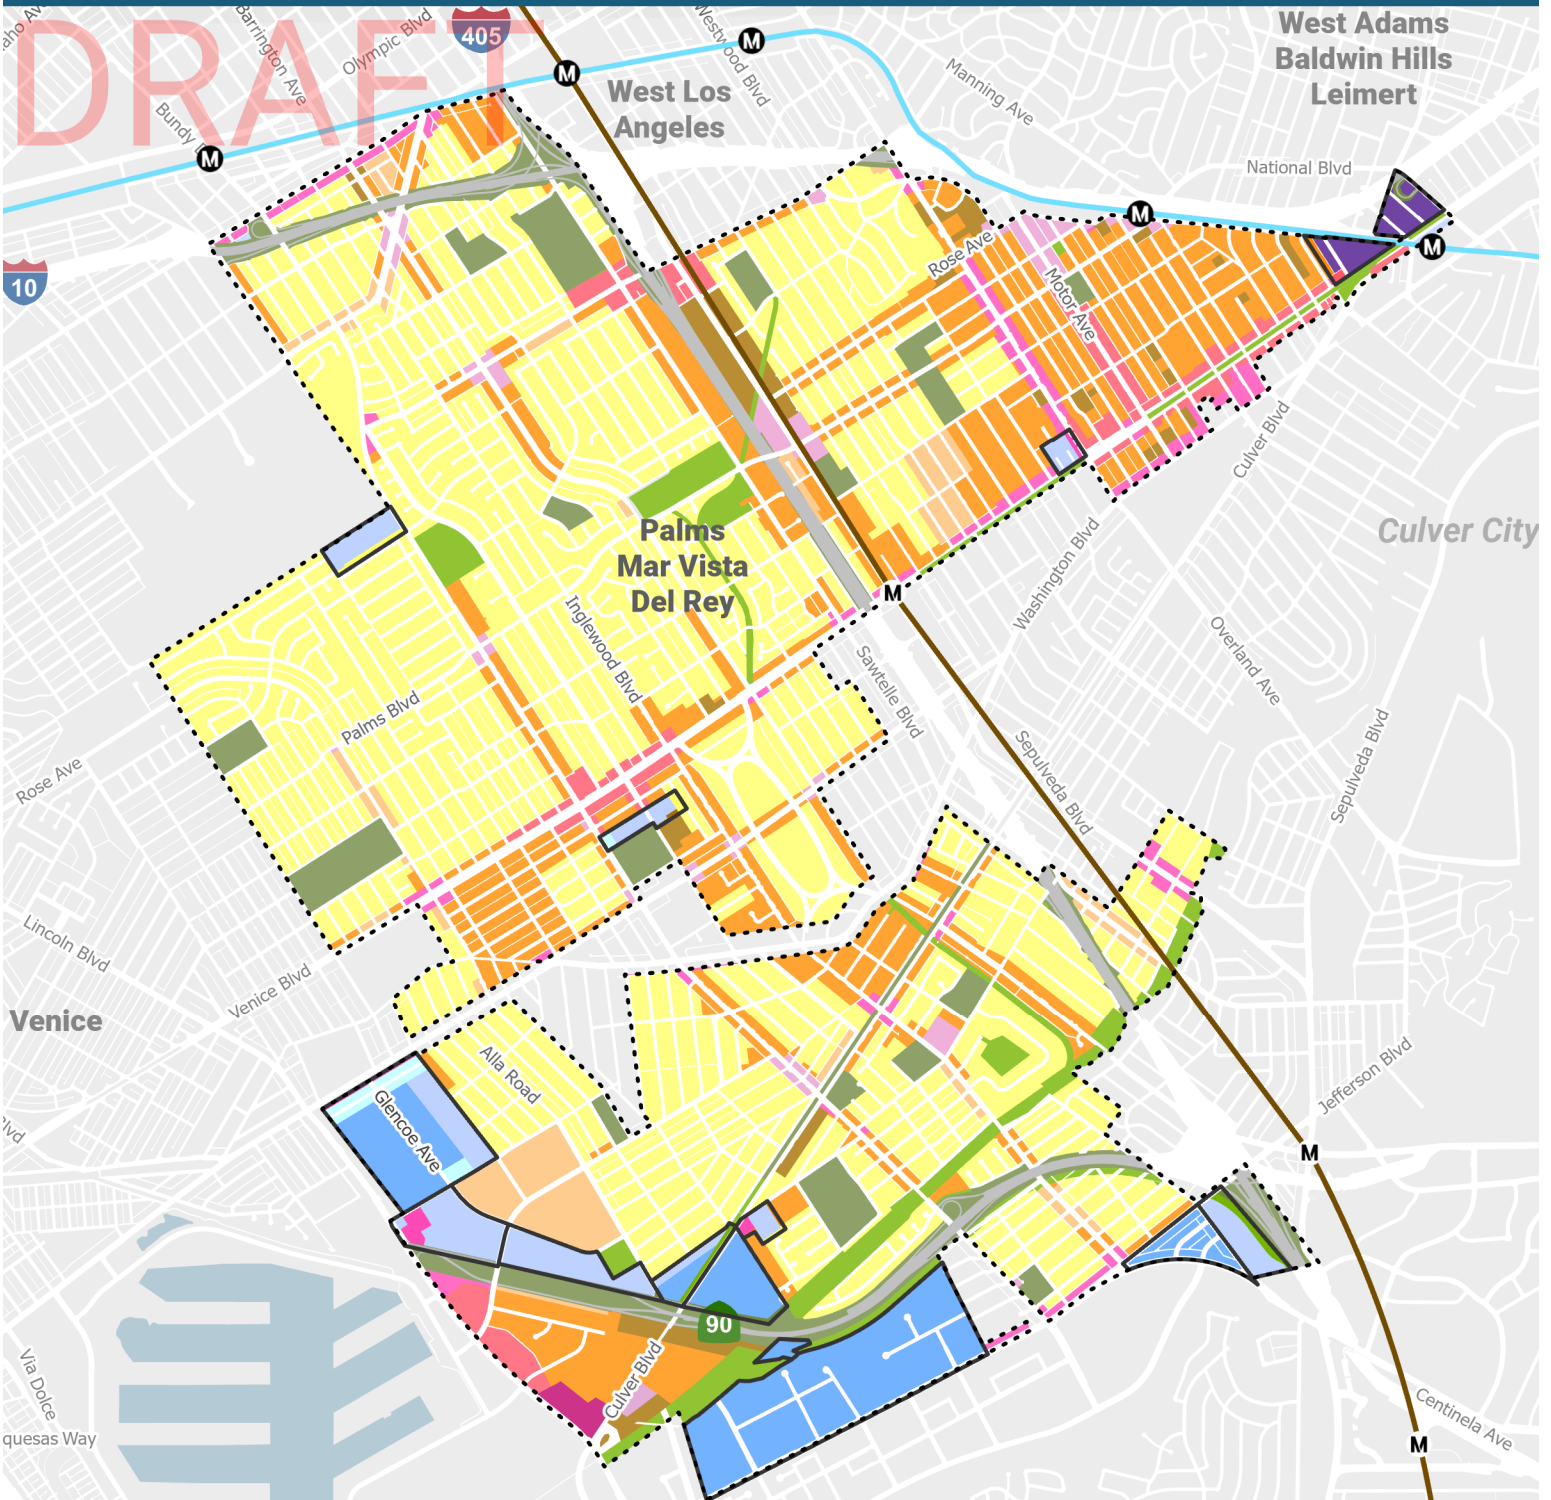 DRAFT
405
West Adams
Baldwin Hills
Leimert
Barrington Ave
Olympic Blvd
Westwood Blvd
M
M
West Los
Angeles
Manning Ave
Bundy
M
National Blvd
M
M
10
Rose Ave
Motor Ave
Culver Blvd
Palms
Mar Vista
Del Rey
Culver City
Washington Blvd
M
Inglewood Blvd
Overland Ave
Sawtelle Blvd
Palms Blvd
Sepulveda Blvd
Sepulveda Blvd
Rose Ave
Lincoln Blvd
Venice Blvd
Venice
Alla Road
Glencoe Ave
Jefferson Blvd
lvd
M
90
Culver Blvd
Via Dolce
quesas Way
Centinela Ave
M